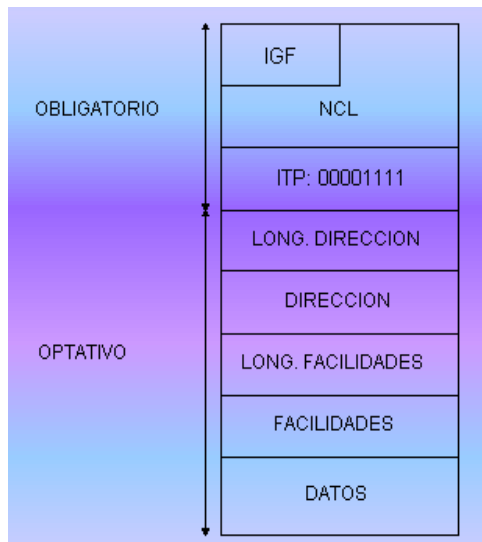 IGF
OBLIGATORIO
NCL
ITP: 00001111
LONG. DIRECCION
DIRECCION
OPTATIVO
LONG. FACILIDADES
FACILIDADES
DATOS